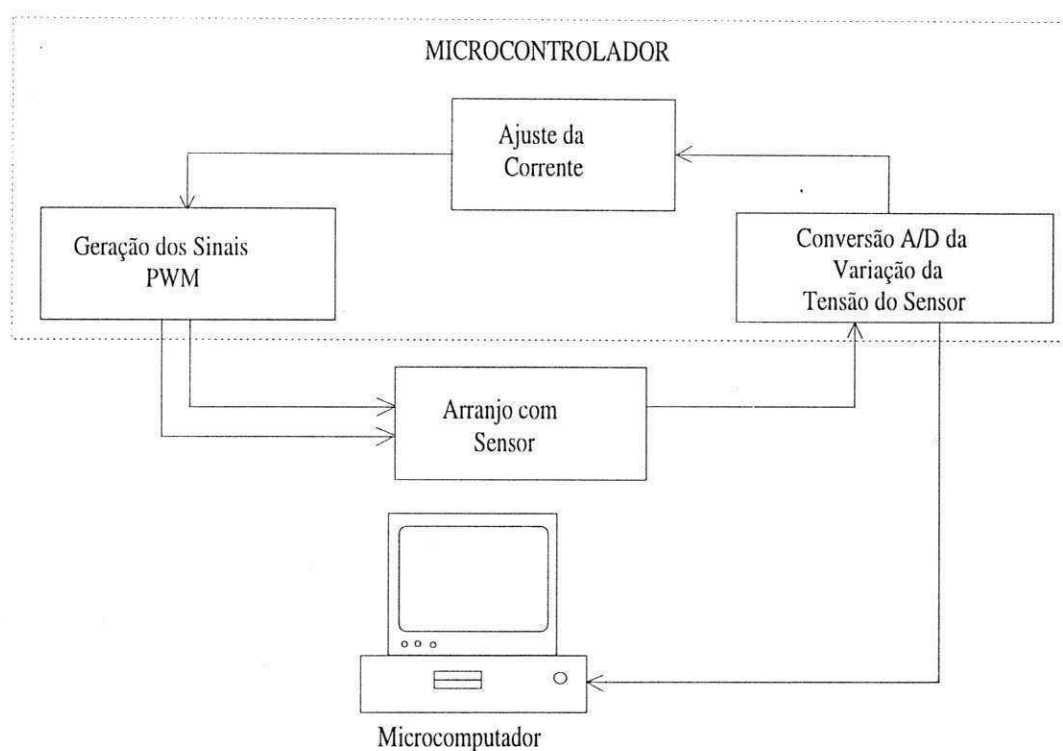 MICROCONTROLADOR
Ajuste da
Corrente
Geração dos Sinais
PWM
Conversão A/D da
Variação da
Tensão do Sensor
Arranjo com
Sensor
Microcomputador